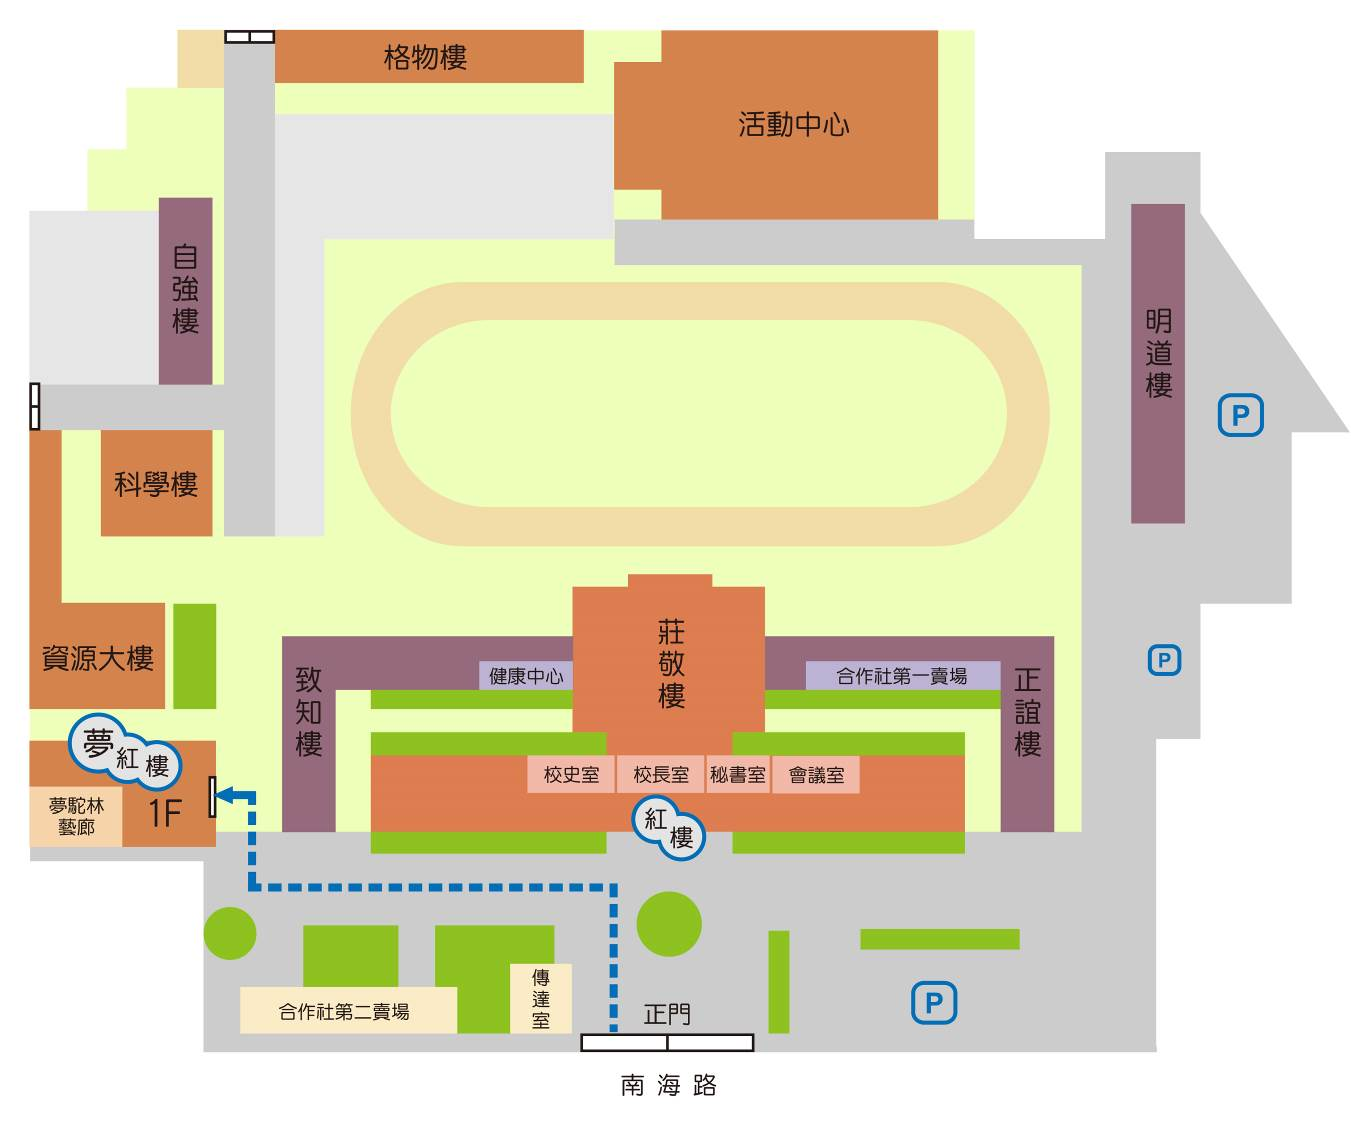 格物樓
活動中心
自強樓
明道樓
P
科學樓
莊敬樓
資源大樓
致知樓
健康中心
合作社第一賣場
正誼樓
P
夢紅樓
校史室
校長室
秘書室
會議室
夢駝林
藝廊
1F
紅樓
合作社第二賣場
傳達室
正門
P
南海路